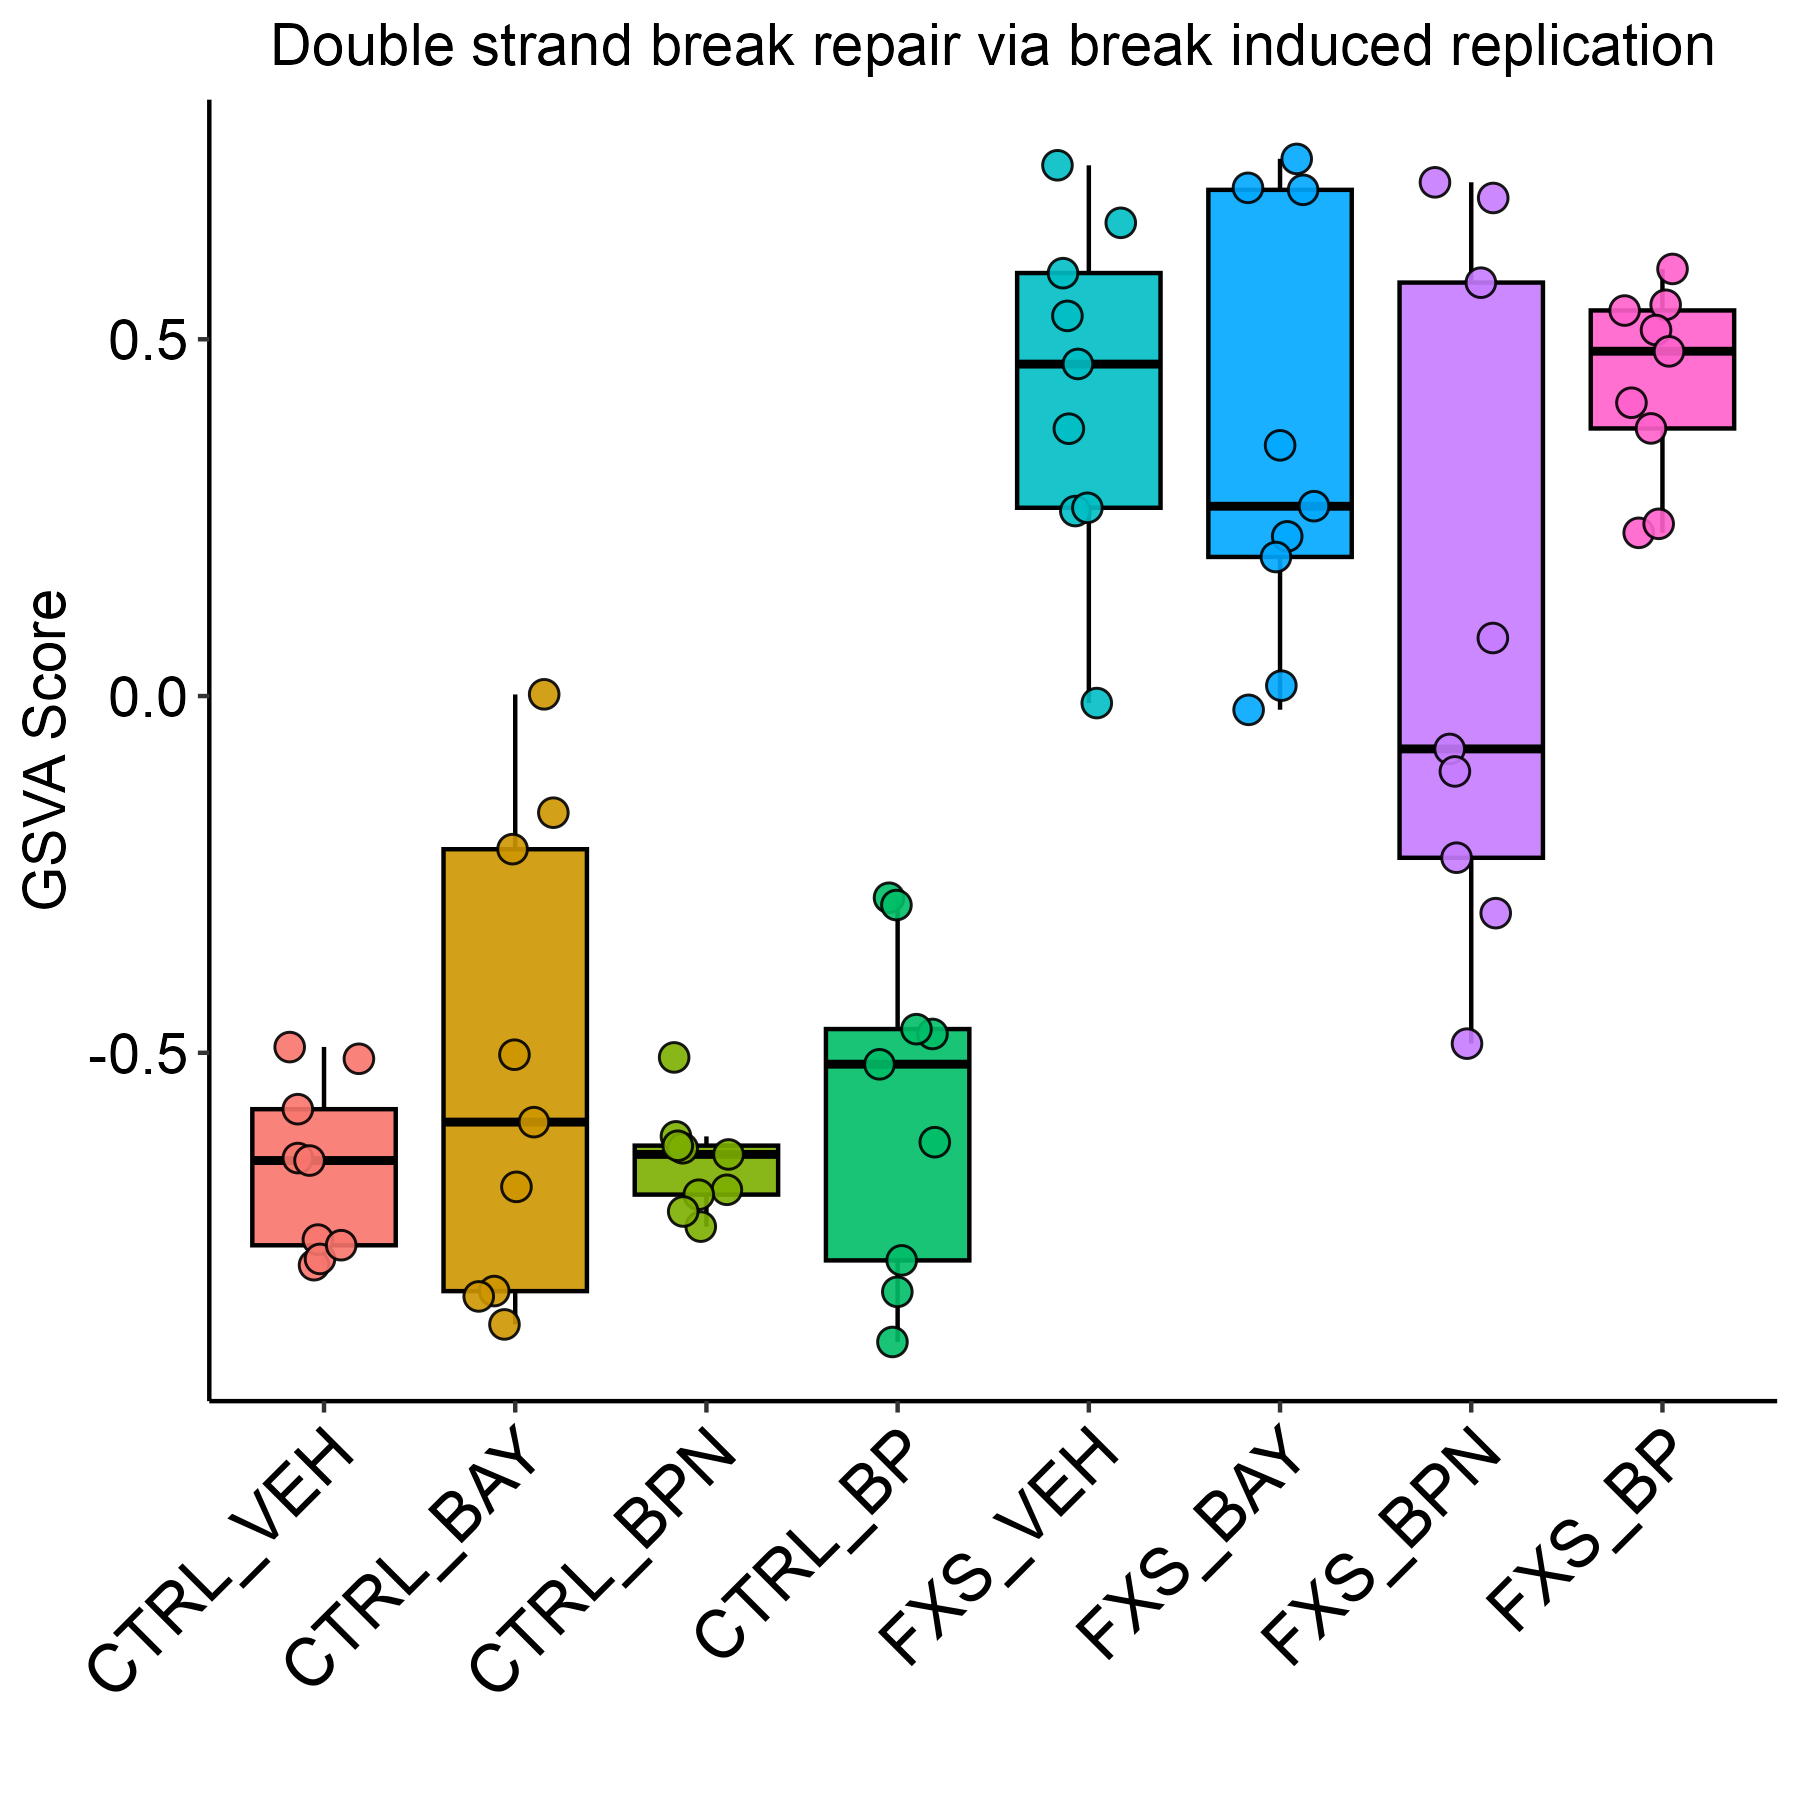 Double strand break repair via break induced replication
GSVA Score
0.5
0.0
-0.5
CTRL_VEH
CTRL_BAY
CTRL_BPN
CTRL_BP
FXS_VEH
FXS_BAY
FXS_BPN
FXS_BP